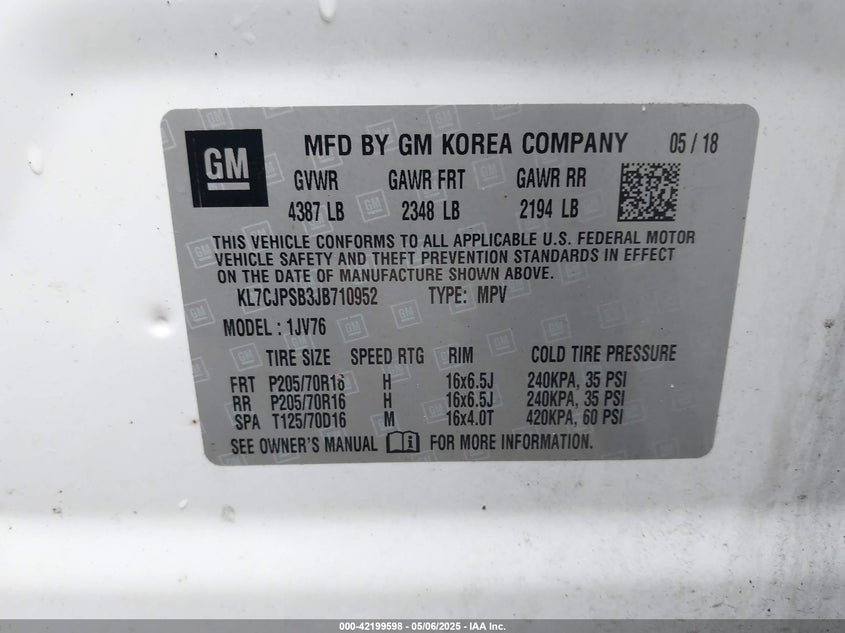 GM
MFD BY GM KOREA COMPANY 05 / 18
GVWR GAWR FRT GAWR RR
4387 LB 2348 LB 2194 LB
THIS VEHICLE CONFORMS TO ALL APPLICABLE U.S. FEDERAL MOTOR
VEHICLE SAFETY AND THEFT PREVENTION STANDARDS IN EFFECT
ON THE DATE OF MANUFACTURE SHOWN ABOVE.
KL7CJPSB3JB710952 TYPE: MPV
MODEL : 1JV76
TIRE SIZE SPEED RTG RIM COLD TIRE PRESSURE
FRT P205/70R16 H 16x6.5J 240KPA, 35 PSI
RR P205/70R16 H 16x6.5J 240KPA, 35 PSI
SPA T125/70D16 M 16x4.0T 420KPA, 60 PSI
SEE OWNER'S MANUAL FOR MORE INFORMATION.
000-42199598 - 05/06/2025 - IAA Inc.